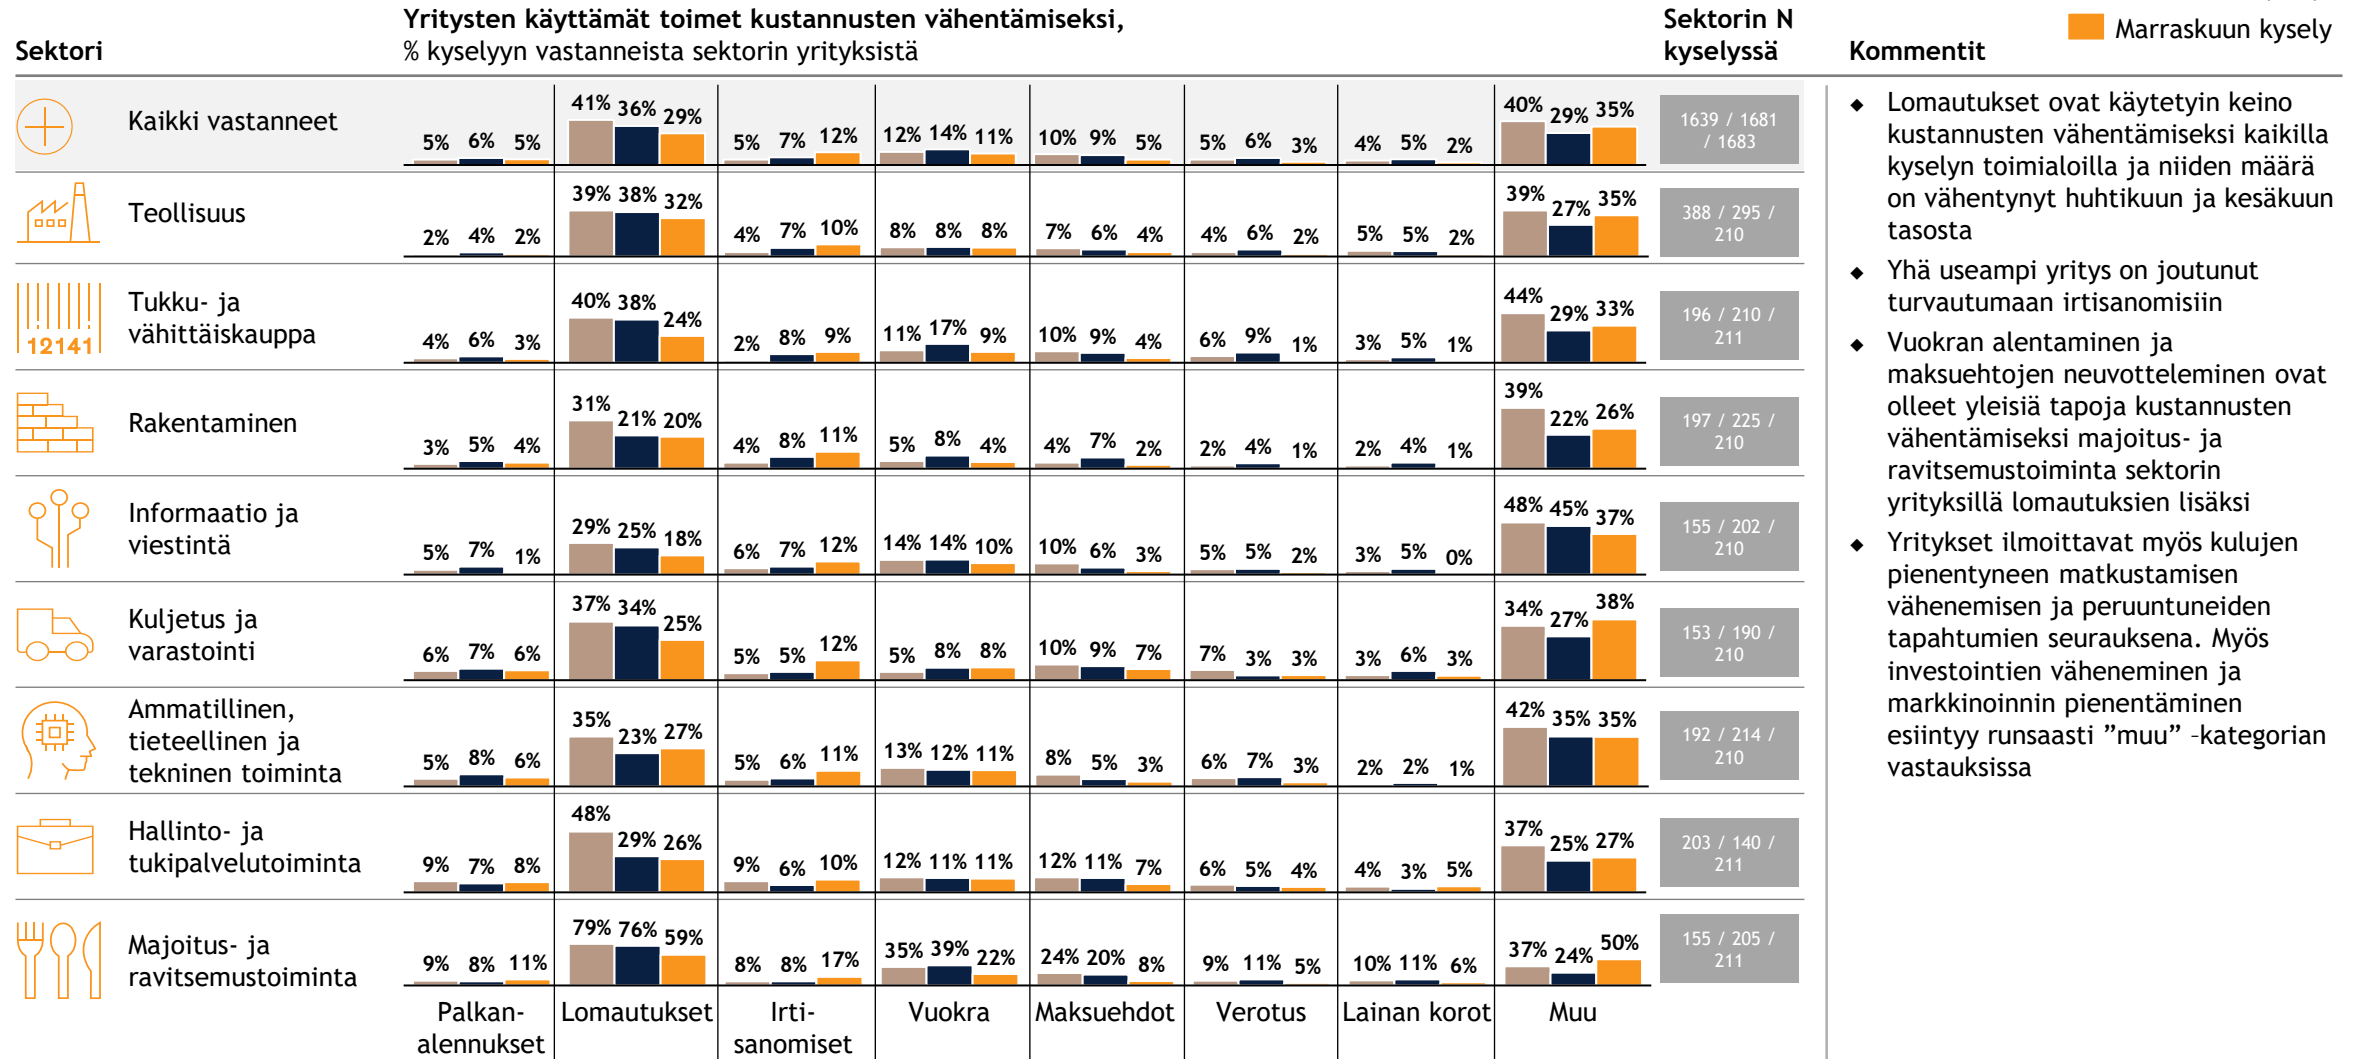 Yritysten käyttämät toimet kustannusten vähentämiseksi,
% kyselyyn vastanneista sektorin yrityksistä
Sektori
Sektorin N
kyselyssä
Kommentit
Marraskuun kysely
Kaikki vastanneet
5% 6% 5%
41% 36% 29%
5% 7% 12%
12% 14% 11%
10% 9% 5%
5% 6% 3%
4% 5% 2%
40% 29% 35%
1639 / 1681
/ 1683
Teollisuus
2% 4% 2%
39% 38% 32%
4% 7% 10%
8% 8% 8%
7% 6% 4%
4% 6% 2%
5% 5% 2%
39% 27% 35%
388 / 295 /
210
12141
Tukku- ja
vähittäiskauppa
4% 6% 3%
40% 38% 24%
2% 8% 9%
11% 17% 9%
10% 9% 4%
6% 9% 1%
3% 5% 1%
44% 29% 33%
196 / 210 /
211
Rakentaminen
3% 5% 4%
31% 21% 20%
4% 8% 11%
5% 8% 4%
4% 7% 2%
2% 4% 1%
2% 4% 1%
39% 22% 26%
197 / 225 /
210
Informaatio ja
viestintä
5% 7% 1%
29% 25% 18%
6% 7% 12%
14% 14% 10%
10% 6% 3%
5% 5% 2%
3% 5% 0%
48% 45% 37%
155 / 202 /
210
Kuljetus ja
varastointi
6% 7% 6%
37% 34% 25%
5% 5% 12%
5% 8% 8%
10% 9% 7%
7% 3% 3%
3% 6% 3%
34% 27% 38%
153 / 190 /
210
Ammatillinen,
tieteellinen ja
tekninen toiminta
5% 8% 6%
35% 23% 27%
5% 6% 11%
13% 12% 11%
8% 5% 3%
6% 7% 3%
2% 2% 1%
42% 35% 35%
192 / 214 /
210
Hallinto- ja
tukipalvelutoiminta
9% 7% 8%
48% 29% 26%
9% 6% 10%
12% 11% 11%
12% 11% 7%
6% 5% 4%
4% 3% 5%
37% 25% 27%
203 / 140 /
211
Majoitus- ja
ravitsemustoiminta
9% 8% 11%
79% 76% 59%
8% 8% 17%
35% 39% 22%
24% 20% 8%
9% 11% 5%
10% 11% 6%
37% 24% 50%
155 / 205 /
211
Palkan-
alennukset
Lomautukset
Irti-
sanomiset
Vuokra
Maksuehdot
Verotus
Lainan korot
Muu
◆ Lomautukset ovat käytetyin keino
kustannusten vähentämiseksi kaikilla
kyselyn toimialoilla ja niiden määrä
on vähentynyt huhtikuun ja kesäkuun
tasosta
◆ Yhä useampi yritys on joutunut
turvautumaan irtisanomisiin
◆ Vuokran alentaminen ja
maksuehtojen neuvotteleminen ovat
olleet yleisiä tapoja kustannusten
vähentämiseksi majoitus- ja
ravitsemustoiminta sektorin
yrityksillä lomautuksien lisäksi
◆ Yritykset ilmoittavat myös kulujen
pienentyneen matkustamisen
vähenemisen ja peruuntuneiden
tapahtumien seurauksena. Myös
investointien väheneminen ja
markkinoinnin pienentäminen
esiintyy runsaasti ”muu” –kategorian
vastauksissa